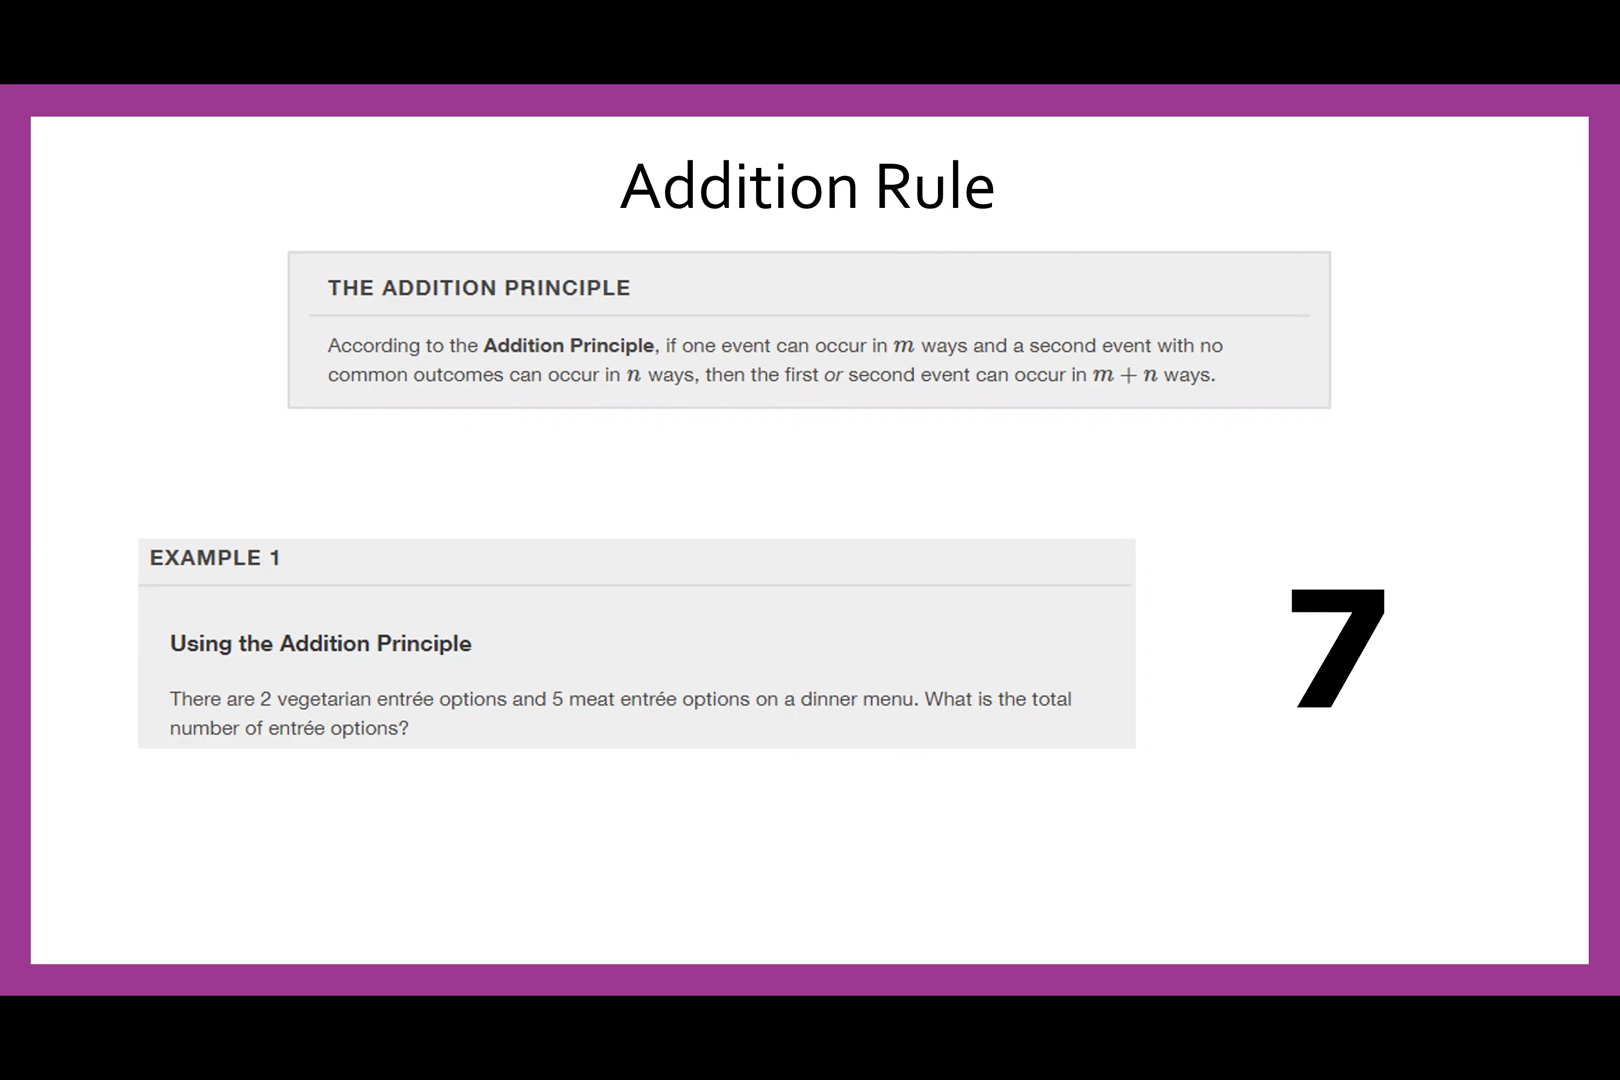 Addition Rule
THE ADDITION PRINCIPLE
According to the Addition Principle, if one event can occur in m ways and a second event with no
common outcomes can occur in n ways, then the first or second event can occur in m + n ways.
EXAMPLE 1
Using the Addition Principle
There are 2 vegetarian entrée options and 5 meat entrée options on a dinner menu. What is the total
number of entrée options?
7